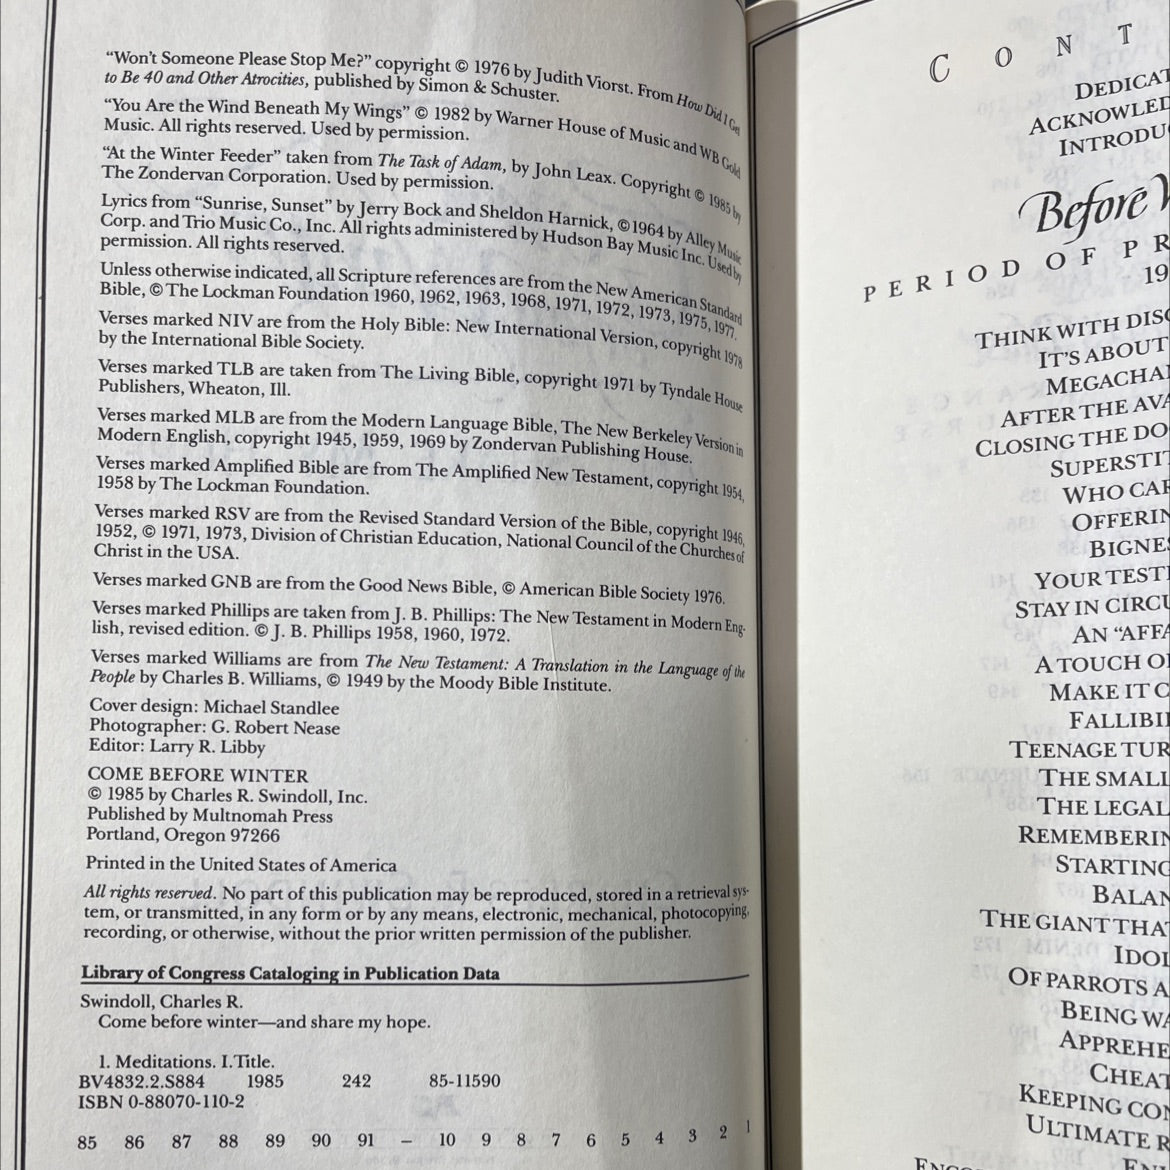 “Won’t Someone Please Stop Me?” copyright © 1976 by Judith Viorst. From How Did I Get
to Be 40 and Other Atrocities, published by Simon & Schuster.
“You Are the Wind Beneath My Wings” © 1982 by Warner House of Music and WB Gold
Music. All rights reserved. Used by permission.
“At the Winter Feeder” taken from The Task of Adam, by John Leax. Copyright © 1985 by
The Zondervan Corporation. Used by permission.
Lyrics from “Sunrise, Sunset” by Jerry Bock and Sheldon Harnick, ©1964 by Alley Music
Corp. and Trio Music Co., Inc. All rights administered by Hudson Bay Music Inc. Used by
permission. All rights reserved.
Unless otherwise indicated, all Scripture references are from the New American Standard
Bible, © The Lockman Foundation 1960, 1962, 1963, 1968, 1971, 1972, 1973, 1975, 1977.
Verses marked NIV are from the Holy Bible: New International Version, copyright 1978
by the International Bible Society.
Verses marked TLB are taken from The Living Bible, copyright 1971 by Tyndale House
Publishers, Wheaton, Ill.
Verses marked MLB are from the Modern Language Bible, The New Berkeley Version in
Modern English, copyright 1945, 1959, 1969 by Zondervan Publishing House.
Verses marked Amplified Bible are from The Amplified New Testament, copyright 1954,
1958 by The Lockman Foundation.
Verses marked RSV are from the Revised Standard Version of the Bible, copyright 1946,
1952, © 1971, 1973, Division of Christian Education, National Council of the Churches of
Christ in the USA.
Verses marked GNB are from the Good News Bible, © American Bible Society 1976.
Verses marked Phillips are taken from J. B. Phillips: The New Testament in Modern Eng-
lish, revised edition. © J. B. Phillips 1958, 1960, 1972.
Verses marked Williams are from The New Testament: A Translation in the Language of the
People by Charles B. Williams, © 1949 by the Moody Bible Institute.
Cover design: Michael Standlee
Photographer: G. Robert Nease
Editor: Larry R. Libby
COME BEFORE WINTER
© 1985 by Charles R. Swindoll, Inc.
Published by Multnomah Press
Portland, Oregon 97266
Printed in the United States of America
All rights reserved. No part of this publication may be reproduced, stored in a retrieval sys-
tem, or transmitted, in any form or by any means, electronic, mechanical, photocopying,
recording, or otherwise, without the prior written permission of the publisher.
Library of Congress Cataloging in Publication Data
Swindoll, Charles R.
Come before winter—and share my hope.
1. Meditations. I.Title.
BV4832.2.S884 1985 242 85-11590
ISBN 0-88070-110-2
85 86 87 88 89 90 91 – 10 9 8 7 6 5 4 3 2 1
C O N T
DEDICAT
ACKNOWLED
INTRODUC
Before W
PERIOD OF PR
19
THINK WITH DISC
IT’S ABOUT
MEGACHAN
AFTER THE AVA
CLOSING THE DO
SUPERSTIT
WHO CAR
OFFERIN
BIGNES
YOUR TESTI
STAY IN CIRCU
AN “AFFA
A TOUCH O
MAKE IT C
FALLIBI
TEENAGE TUR
THE SMALL
THE LEGAL
REMEMBERIN
STARTING
BALAN
THE GIANT THA
IDOL
OF PARROTS A
BEING WA
APPREHE
CHEAT
KEEPING CON
ULTIMATE R